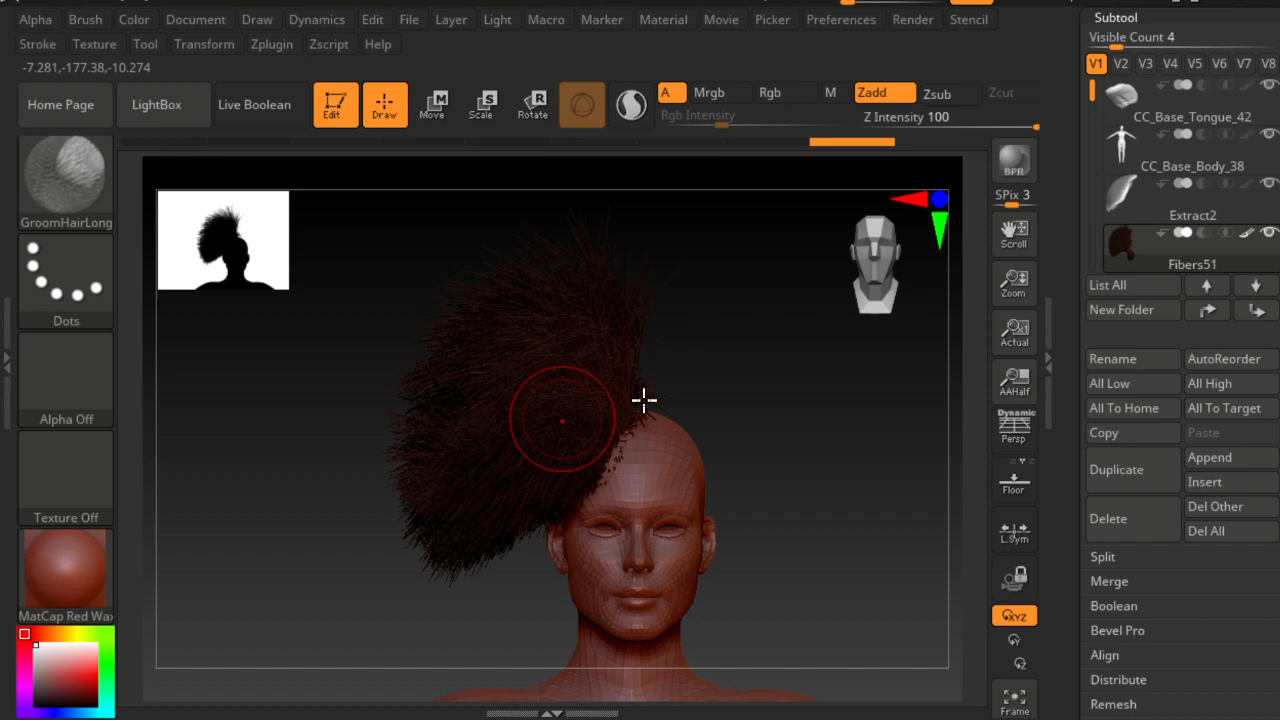 Alpha Brush Color Document Draw Dynamics Edit File Layer Light Macro Marker Material Movie Picker Preferences Render Stencil
Stroke Texture Tool Transform Zplugin Zscript Help
-7.281,-177.38,-10.274
Home Page LightBox Live Boolean Edit Draw Move Scale Rotate
M S R
A Mrgb Rgb M Zadd Zsub Zcut
Rgb Intensity Z Intensity 100
GroomHairLong
Dots
Alpha Off
Texture Off
MatCap Red Wax
BPR
SPix 3
Scroll
Zoom
Actual
AAHalf
Dynamic
Persp
Floor
L.Sym
XYZ
Frame
Subtool
Visible Count 4
V1 V2 V3 V4 V5 V6 V7 V8
CC_Base_Tongue_42
CC_Base_Body_38
Extract2
Fibers51
List All
New Folder
Rename AutoReorder
All Low All High
All To Home All To Target
Copy Paste
Duplicate Append
Insert
Delete Del Other
Del All
Split
Merge
Boolean
Bevel Pro
Align
Distribute
Remesh